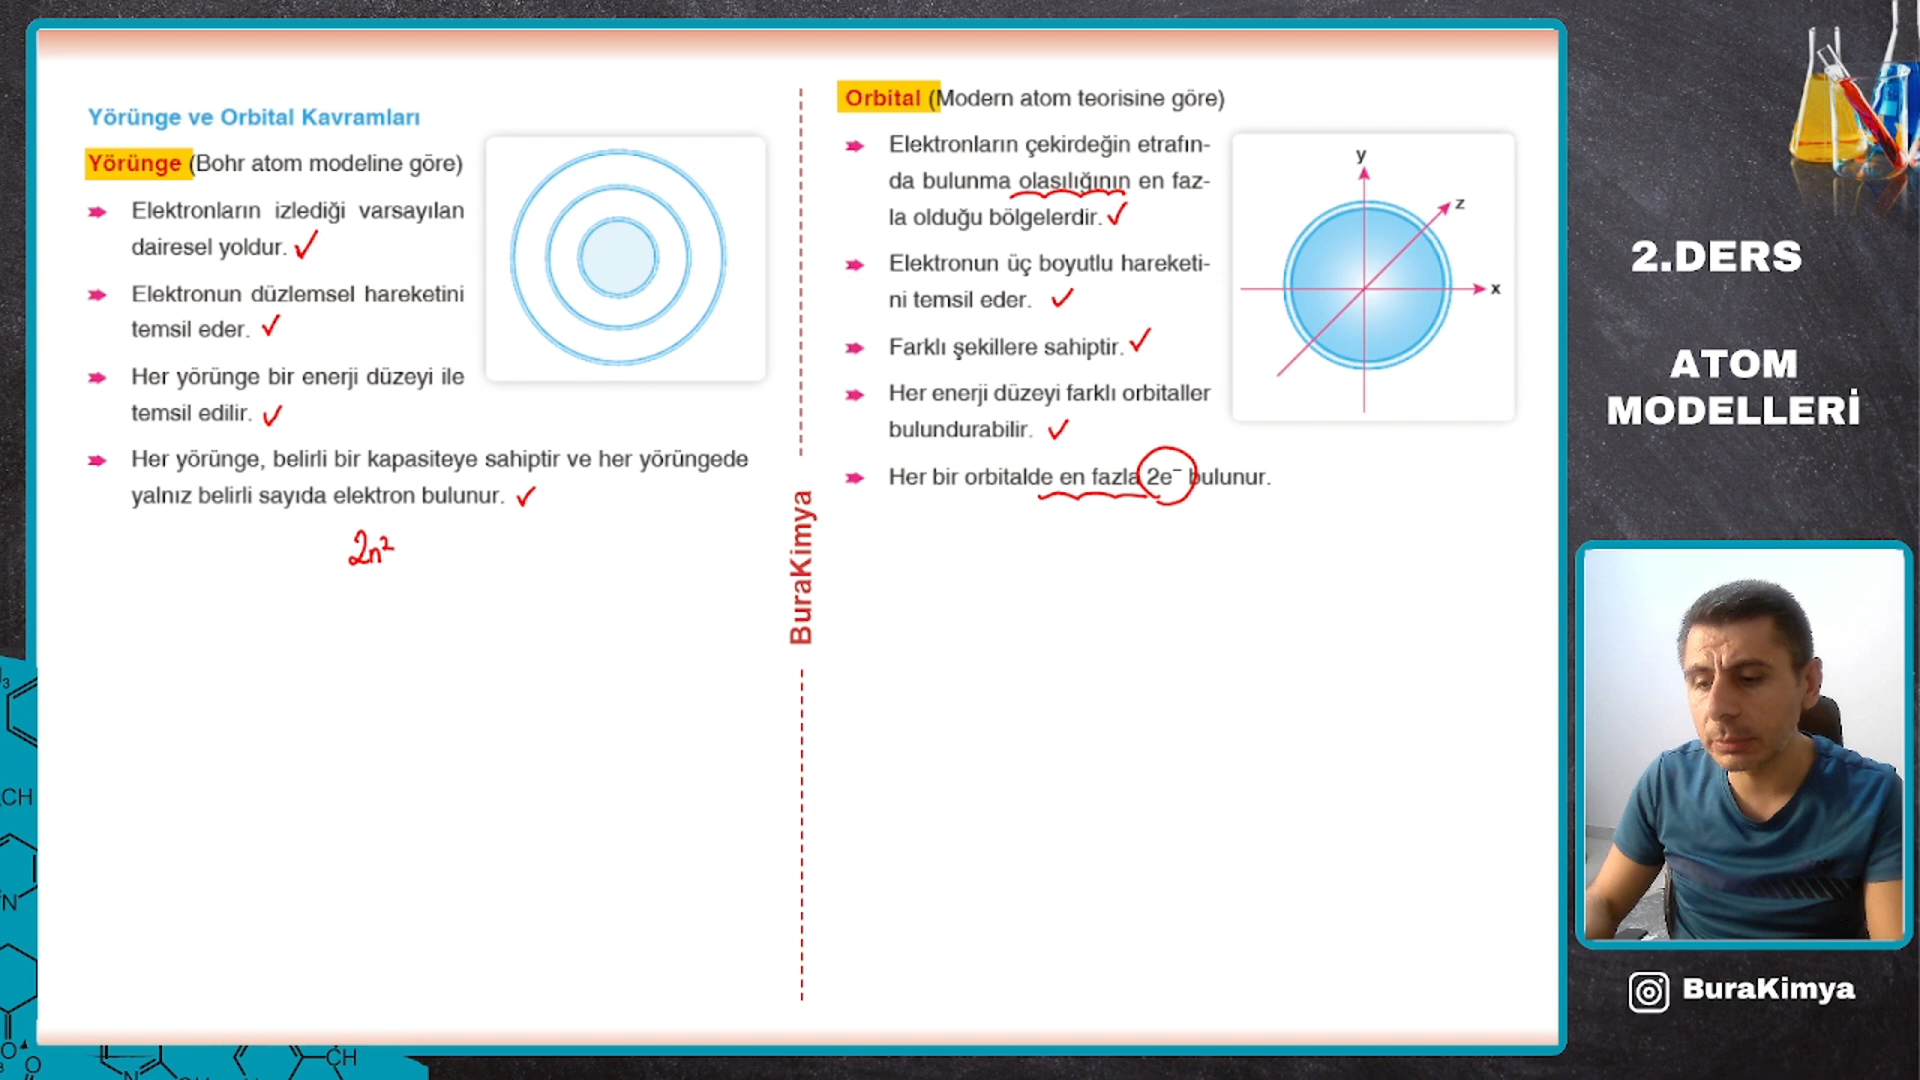 Yörünge ve Orbital Kavramları
Yörünge (Bohr atom modeline göre)
Elektronların izlediği varsayılan
dairesel yoldur.
Elektronun düzlemsel hareketini
temsil eder.
Her yörünge bir enerji düzeyi ile
temsil edilir.
Her yörünge, belirli bir kapasiteye sahiptir ve her yörüngede
yalnız belirli sayıda elektron bulunur.
2n²
BuraKimya
Orbital (Modern atom teorisine göre)
Elektronların çekirdeğin etrafın-
da bulunma olasılığının en faz-
la olduğu bölgelerdir.
Elektronun üç boyutlu hareketi-
ni temsil eder.
Farklı şekillere sahiptir.
Her enerji düzeyi farklı orbitaller
bulundurabilir.
Her bir orbitalde en fazla 2e⁻ bulunur.
y
z
x
2.DERS
ATOM
MODELLERİ
BuraKimya
CH
N
O
O
CH